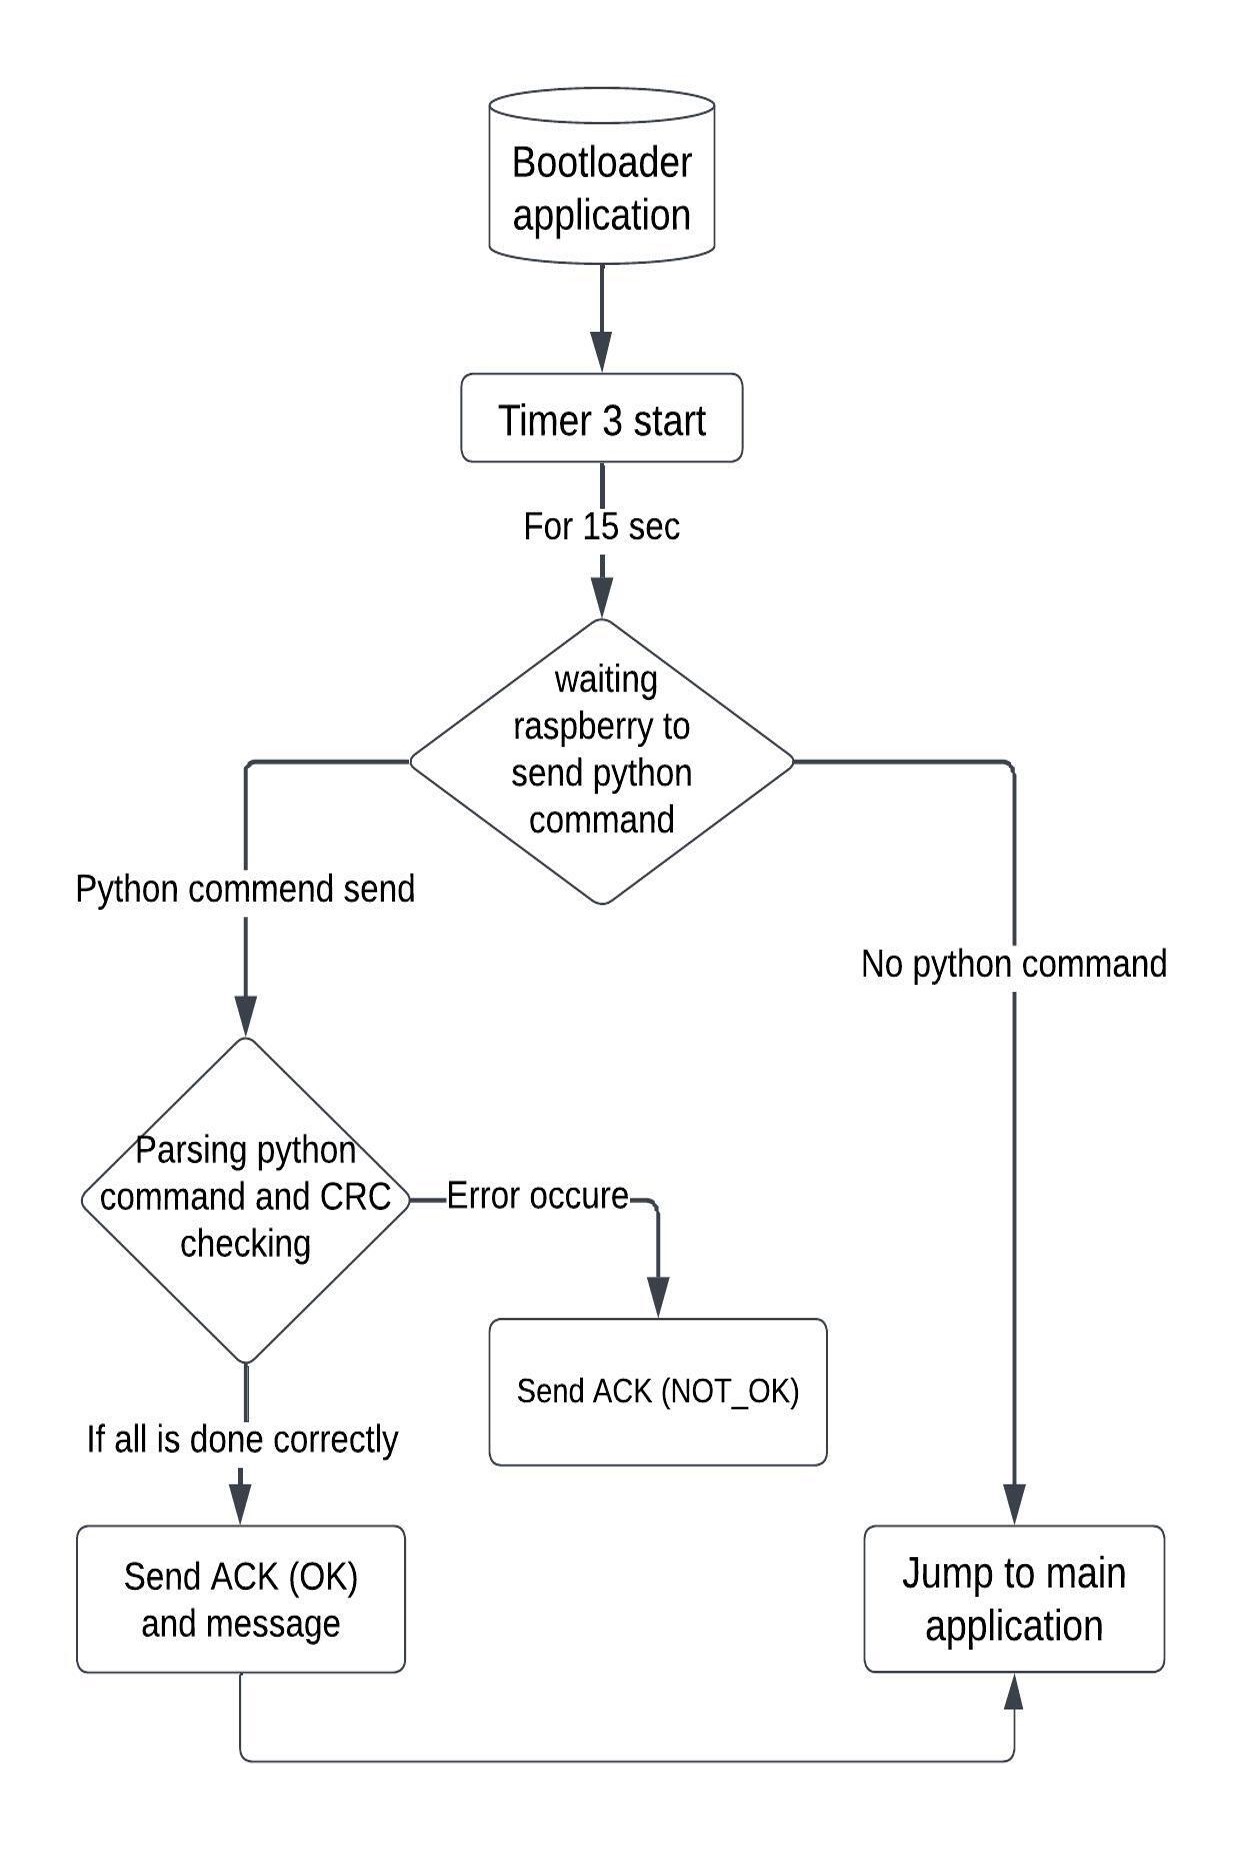 Bootloader
application
Timer 3 start
For 15 sec
waiting
raspberry to
send python
command
Python commend send
No python command
Parsing python
command and CRC
checking
Error occure
Send ACK (NOT_OK)
If all is done correctly
Send ACK (OK)
and message
Jump to main
application